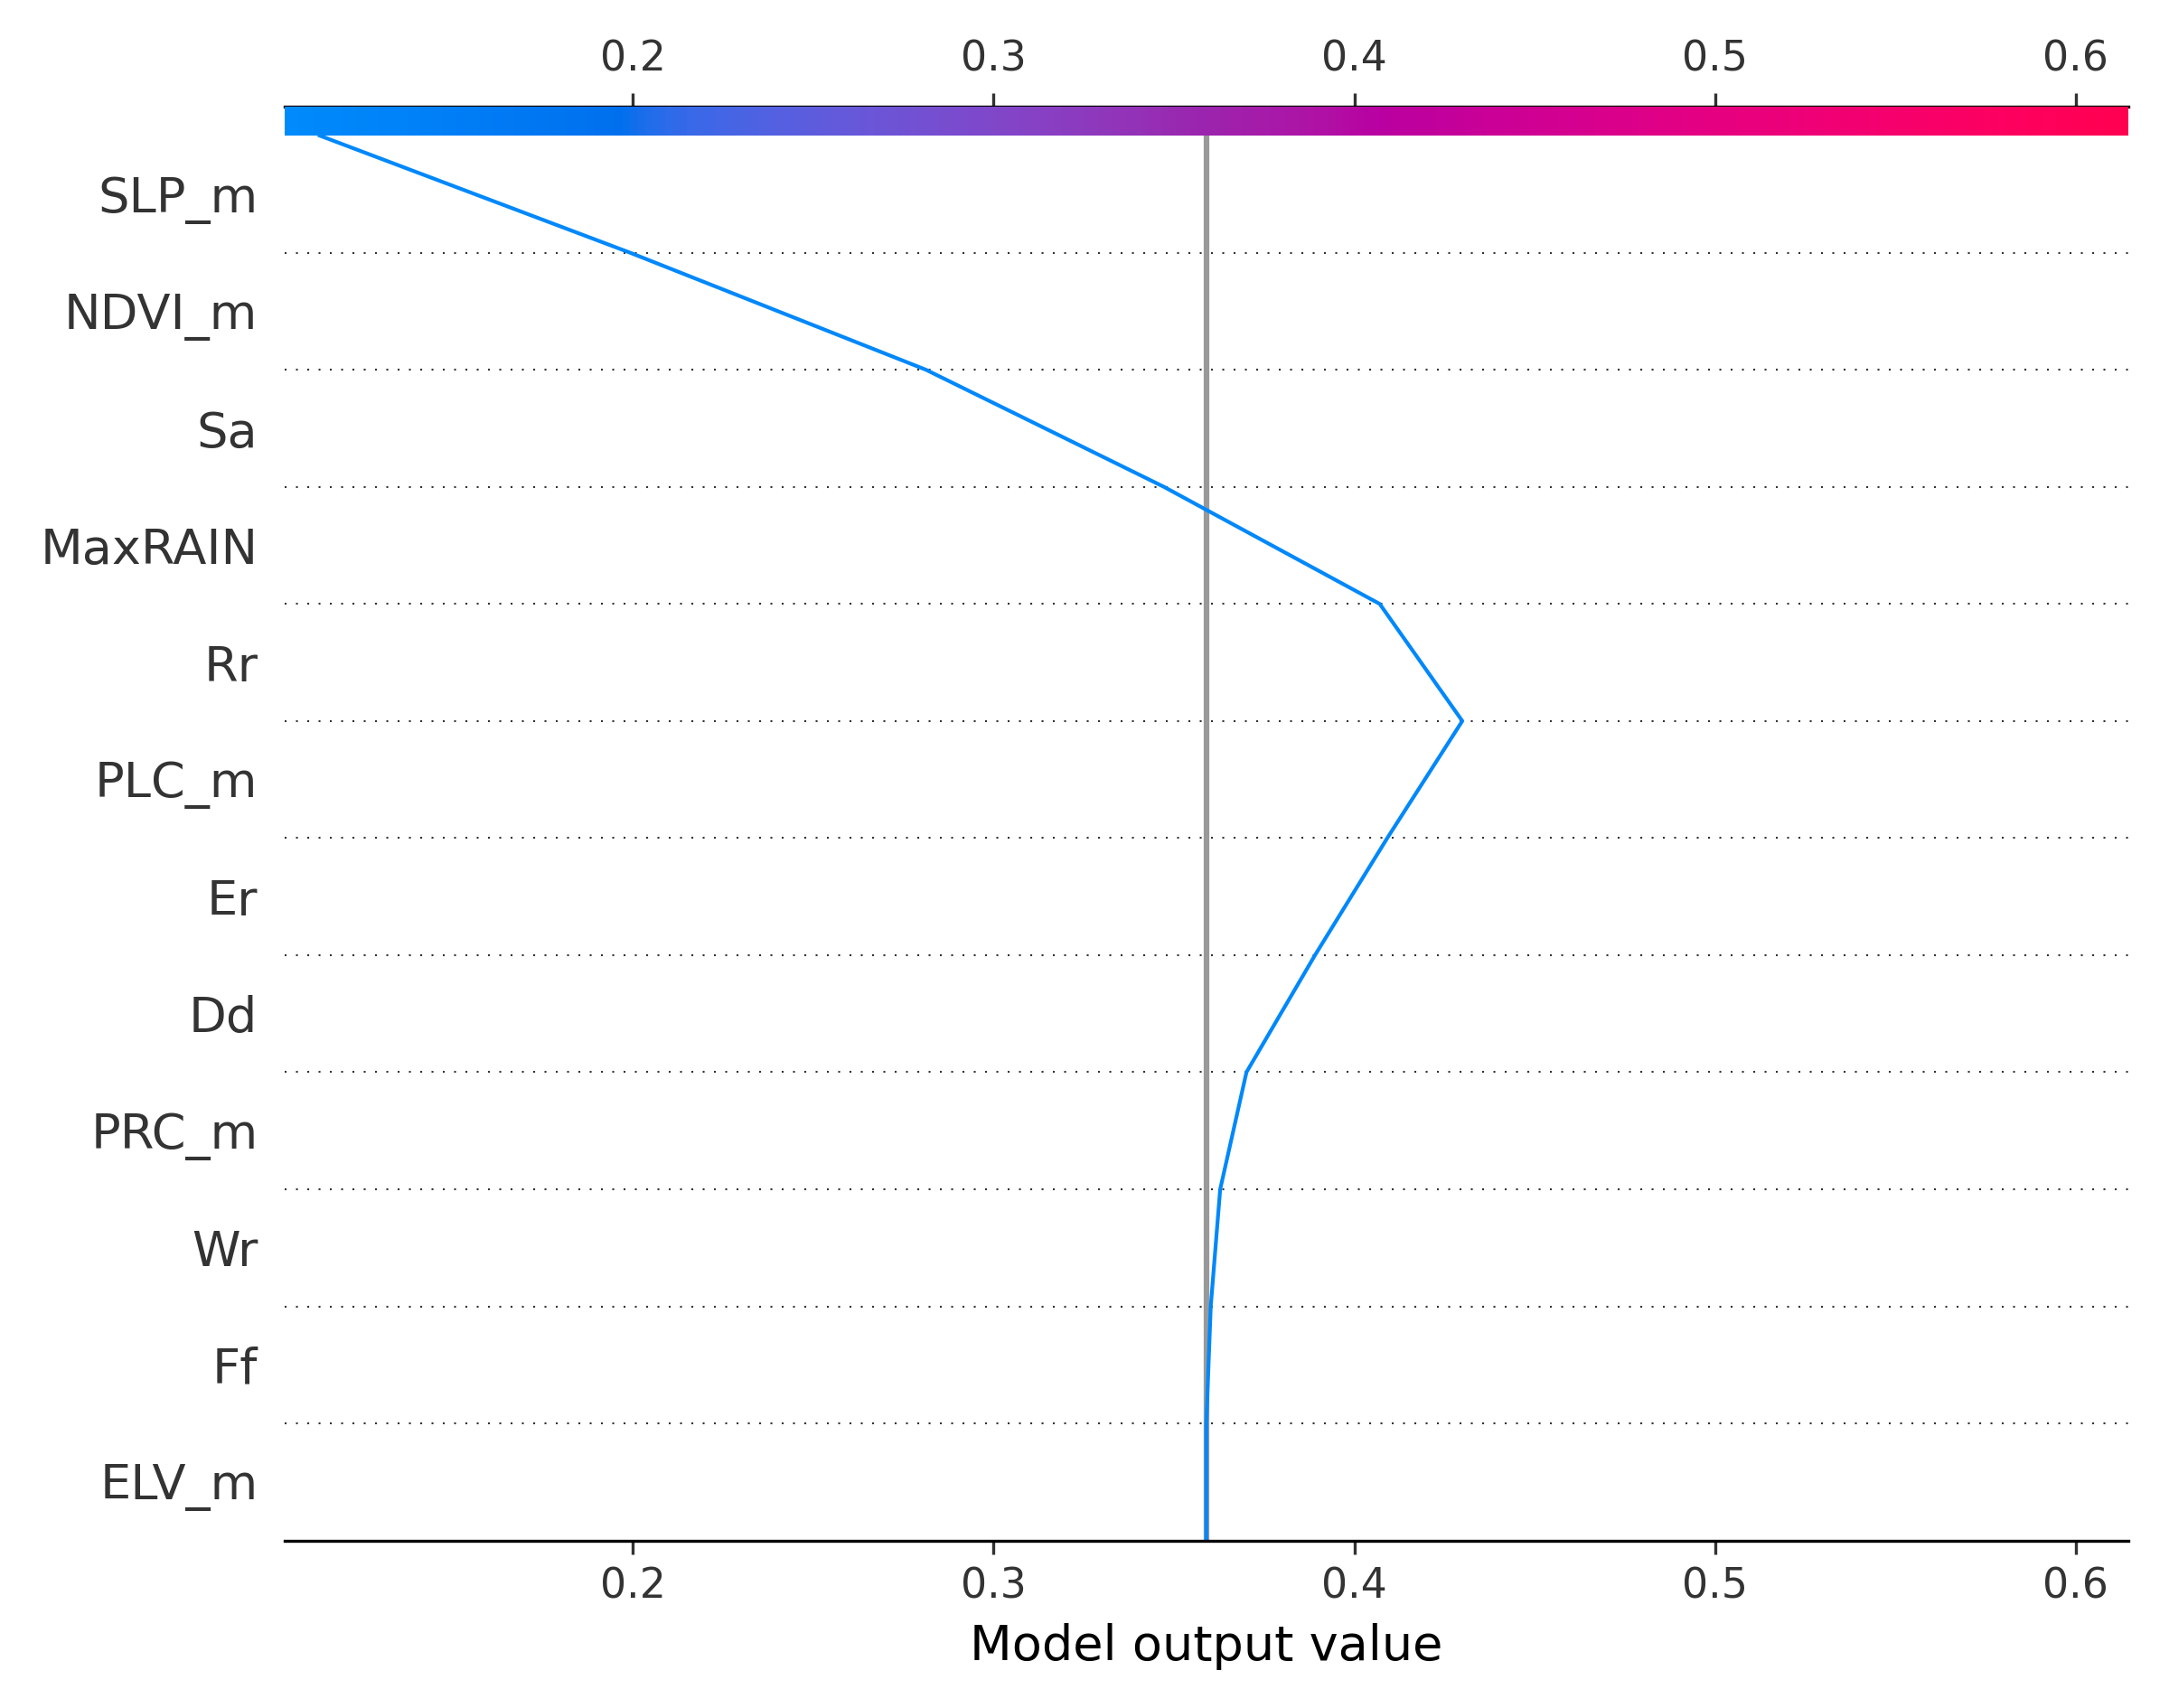 0.2 0.3 0.4 0.5 0.6
SLP_m
NDVI_m
Sa
MaxRAIN
Rr
PLC_m
Er
Dd
PRC_m
Wr
Ff
ELV_m
0.2 0.3 0.4 0.5 0.6
Model output value